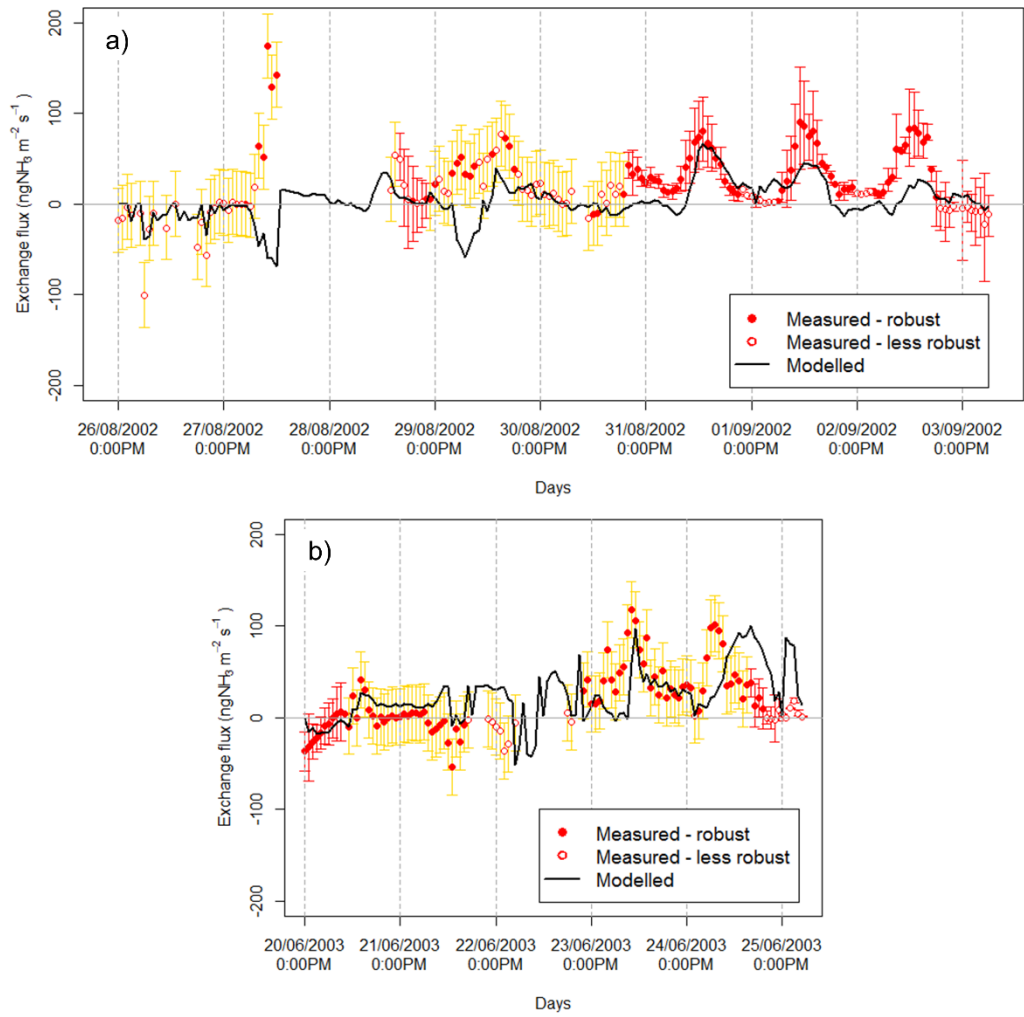 a)
200
100
0
-100
-200
Exchange flux (ngNH₃ m⁻² s⁻¹ )
Measured - robust
Measured - less robust
Modelled
26/08/2002 27/08/2002 28/08/2002 29/08/2002 30/08/2002 31/08/2002 01/09/2002 02/09/2002 03/09/2002
0:00PM 0:00PM 0:00PM 0:00PM 0:00PM 0:00PM 0:00PM 0:00PM 0:00PM
Days
b)
200
100
0
-100
-200
Exchange flux (ngNH₃ m⁻² s⁻¹ )
Measured - robust
Measured - less robust
Modelled
20/06/2003 21/06/2003 22/06/2003 23/06/2003 24/06/2003 25/06/2003
0:00PM 0:00PM 0:00PM 0:00PM 0:00PM 0:00PM
Days